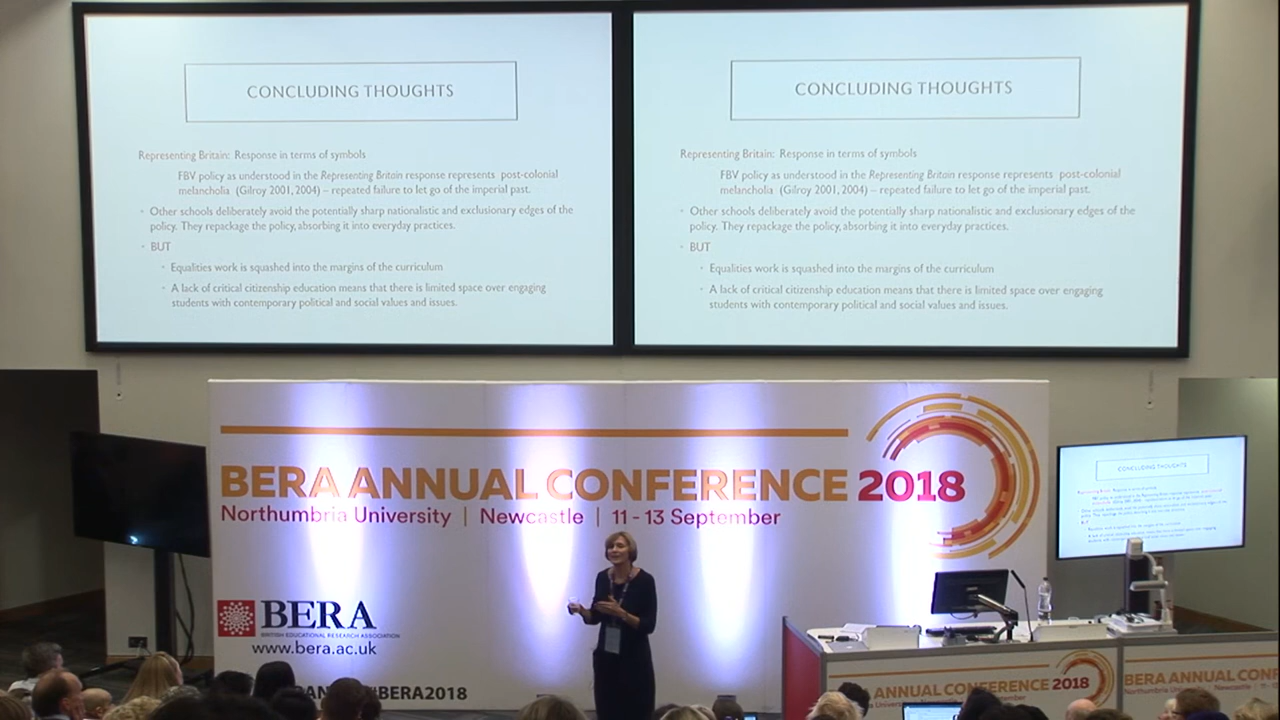 CONCLUDING THOUGHTS
Representing Britain: Response in terms of symbols
FBV policy as understood in the Representing Britain response represents post-colonial
melancholia (Gilroy 2001, 2004) – repeated failure to let go of the imperial past.
• Other schools deliberately avoid the potentially sharp nationalistic and exclusionary edges of the
policy. They repackage the policy, absorbing it into everyday practices.
• BUT
• Equalities work is squashed into the margins of the curriculum
• A lack of critical citizenship education means that there is limited space over engaging
students with contemporary political and social values and issues.
CONCLUDING THOUGHTS
Representing Britain: Response in terms of symbols
FBV policy as understood in the Representing Britain response represents post-colonial
melancholia (Gilroy 2001, 2004) – repeated failure to let go of the imperial past.
• Other schools deliberately avoid the potentially sharp nationalistic and exclusionary edges of the
policy. They repackage the policy, absorbing it into everyday practices.
• BUT
• Equalities work is squashed into the margins of the curriculum
• A lack of critical citizenship education means that there is limited space over engaging
students with contemporary political and social values and issues.
BERA ANNUAL CONFERENCE 2018
Northumbria University | Newcastle | 11 - 13 September
CONCLUDING THOUGHTS
BERA
BRITISH EDUCATIONAL RESEARCH ASSOCIATION
www.bera.ac.uk
#BERA2018
ANNUAL CONFERENCE 2018
BERA ANNUAL CONF
Northumbria University | Newcastle | 11 -